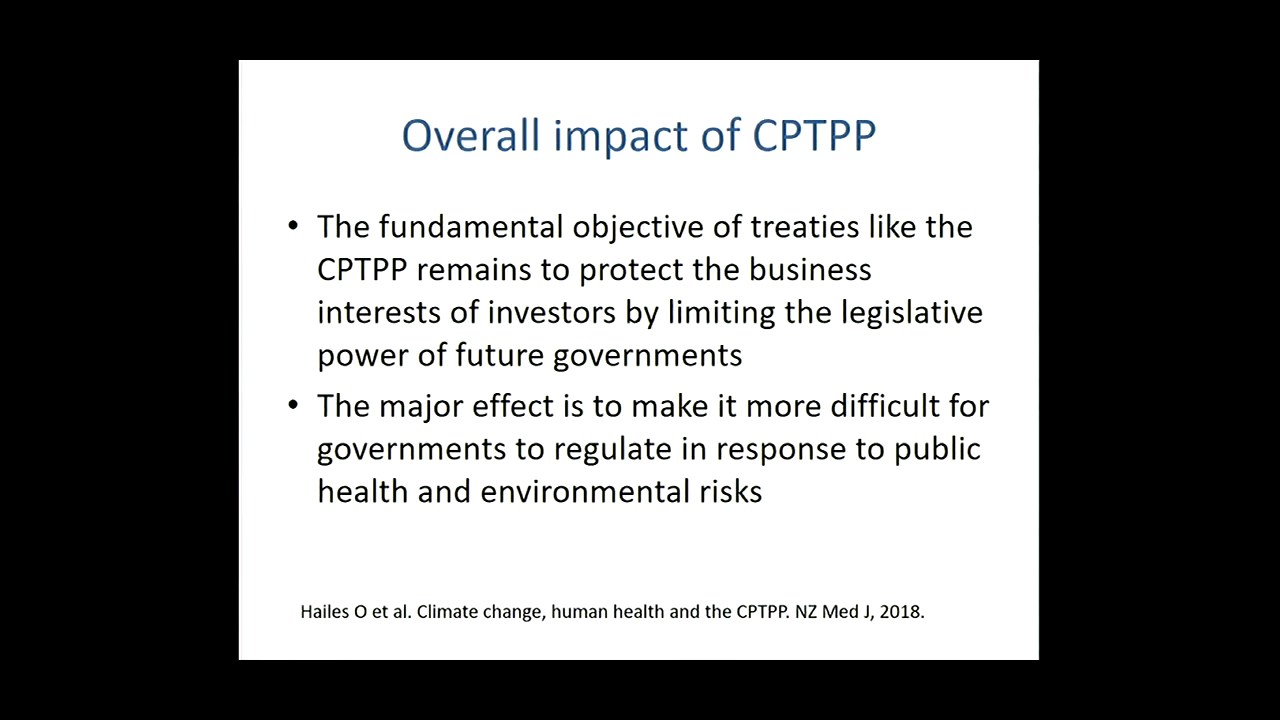 Overall impact of CPTPP
• The fundamental objective of treaties like the
CPTPP remains to protect the business
interests of investors by limiting the legislative
power of future governments
• The major effect is to make it more difficult for
governments to regulate in response to public
health and environmental risks
Hailes O et al. Climate change, human health and the CPTPP. NZ Med J, 2018.